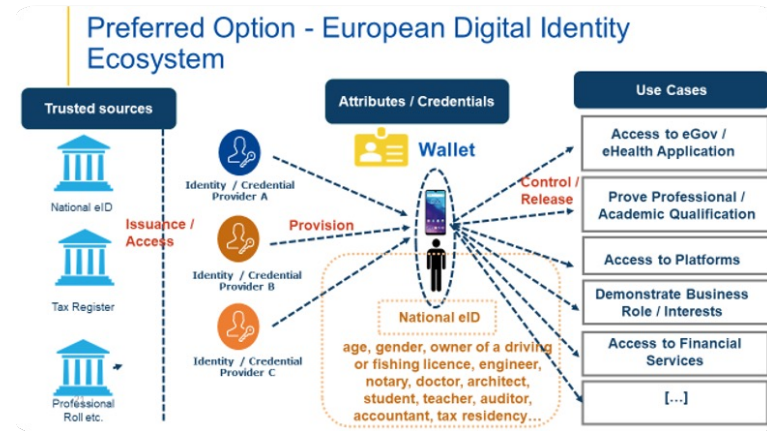 Preferred Option - European Digital Identity
Ecosystem
Trusted sources
Attributes / Credentials
Use Cases
National eID
Tax Register
Professional
Roll etc.
Issuance /
Access
Identity / Credential
Provider A
Identity / Credential
Provider B
Identity / Credential
Provider C
Provision
Wallet
Control /
Release
National eID
age, gender, owner of a driving
or fishing licence, engineer,
notary, doctor, architect,
student, teacher, auditor,
accountant, tax residency...
Access to eGov /
eHealth Application
Prove Professional /
Academic Qualification
Access to Platforms
Demonstrate Business
Role / Interests
Access to Financial
Services
[...]